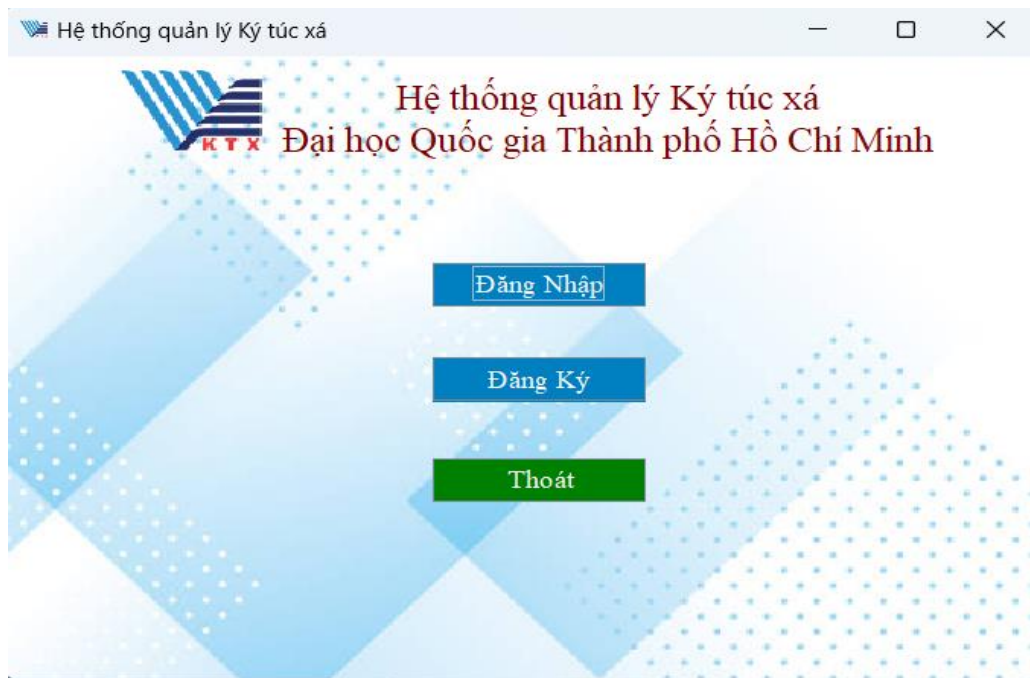 Hệ thống quản lý Ký túc xá
KTX
Hệ thống quản lý Ký túc xá
Đại học Quốc gia Thành phố Hồ Chí Minh
Đăng Nhập
Đăng Ký
Thoát